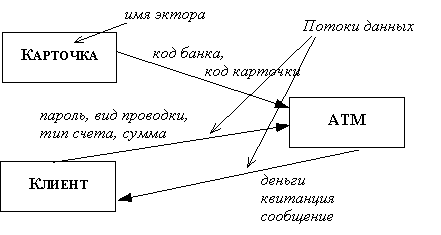 имя эктора
Потоки данных
КАРТОЧКА
код банка,
код карточки
пароль, вид проводки,
тип счета, сумма
АТМ
КЛИЕНТ
деньги
квитанция
сообщение